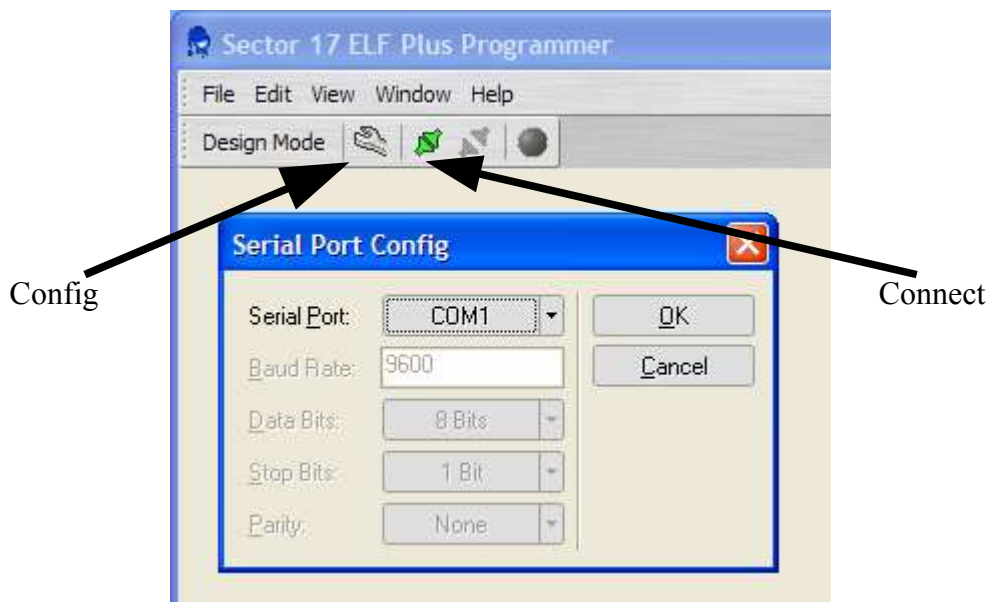 Sector 17 ELF Plus Programmer
File Edit View Window Help
Design Mode
Serial Port Config
Config
Connect
Serial Port: COM1
OK
Baud Rate: 9600
Cancel
Data Bits: 8 Bits
Stop Bits: 1 Bit
Parity: None